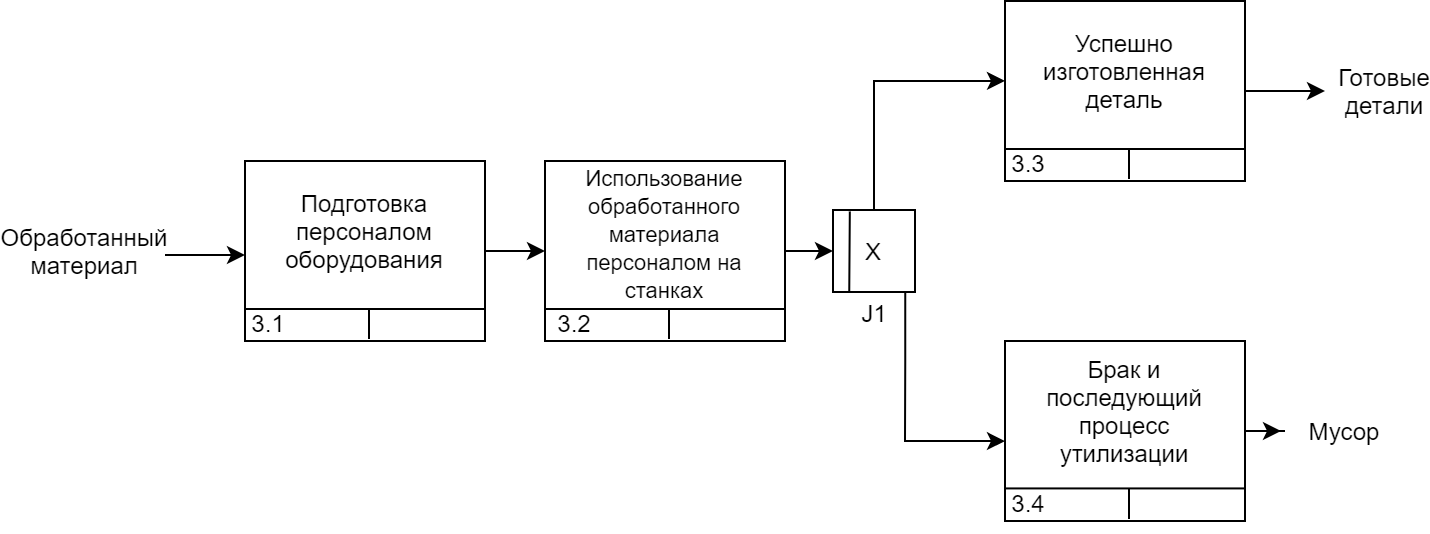 Обработанный
материал
Подготовка
персоналом
оборудования
3.1
Использование
обработанного
материала
персоналом на
станках
3.2
X
J1
Успешно
изготовленная
деталь
3.3
Готовые
детали
Брак и
последующий
процесс
утилизации
3.4
Мусор